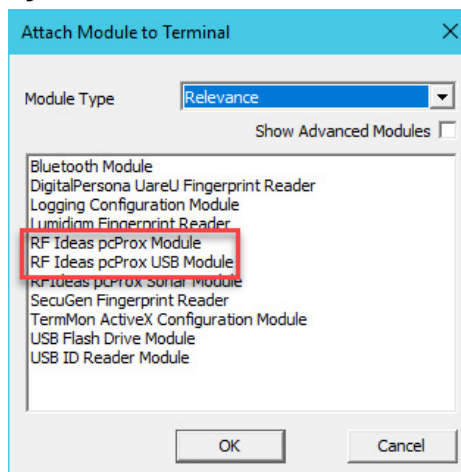 Attach Module to Terminal
Module Type
Relevance
Show Advanced Modules
Bluetooth Module
DigitalPersona UareU Fingerprint Reader
Logging Configuration Module
Lumidigm Fingerprint Reader
RF Ideas pcProx Module
RF Ideas pcProx USB Module
RFIdeas pcProx Sonar Module
SecuGen Fingerprint Reader
TermMon ActiveX Configuration Module
USB Flash Drive Module
USB ID Reader Module
OK Cancel